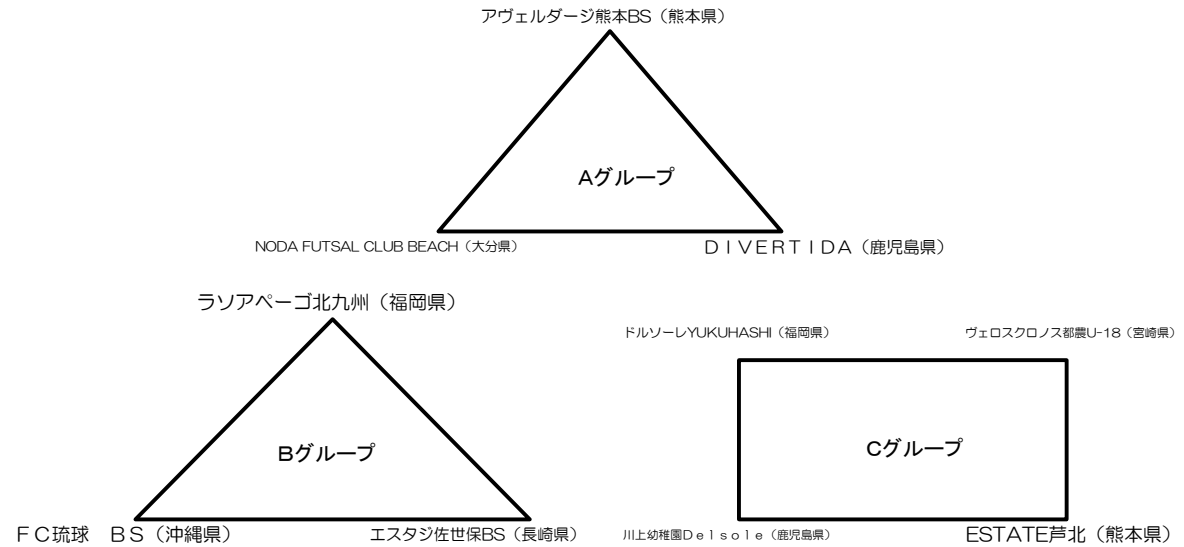 アヴェルダージ熊本BS（熊本県）
Aグループ
NODA FUTSAL CLUB BEACH（大分県）
ＤＩＶＥＲＴＩＤＡ（鹿児島県）
ラソアペーゴ北九州（福岡県）
Bグループ
ＦＣ琉球　ＢＳ（沖縄県）
エスタジ佐世保BS（長崎県）
ドルソーレYUKUHASHI（福岡県）
ヴェロスクロノス都農U-18（宮崎県）
Cグループ
川上幼稚園Ｄｅｌｓｏｌｅ（鹿児島県）
ESTATE芦北（熊本県）